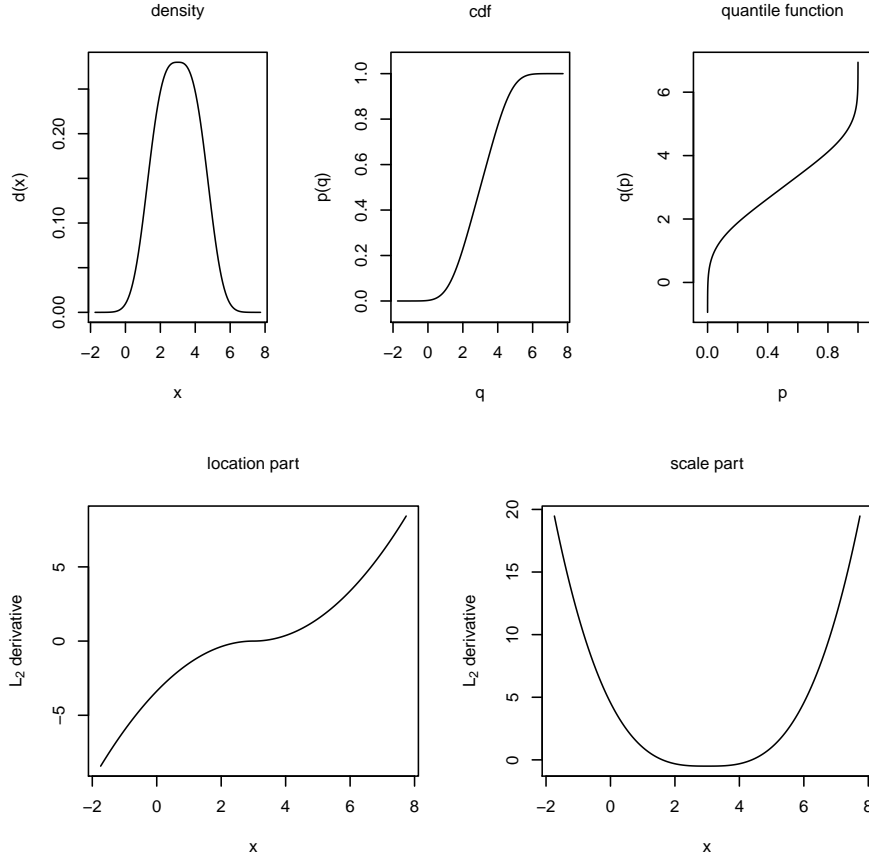 density
d(x)
0.00 0.10 0.20
−2 0 2 4 6 8
x
cdf
p(q)
0.0 0.2 0.4 0.6 0.8 1.0
−2 0 2 4 6 8
q
quantile function
q(p)
0 2 4 6
0.0 0.4 0.8
p
location part
L2 derivative
−5 0 5
−2 0 2 4 6 8
x
scale part
L2 derivative
0 5 10 15 20
−2 0 2 4 6 8
x